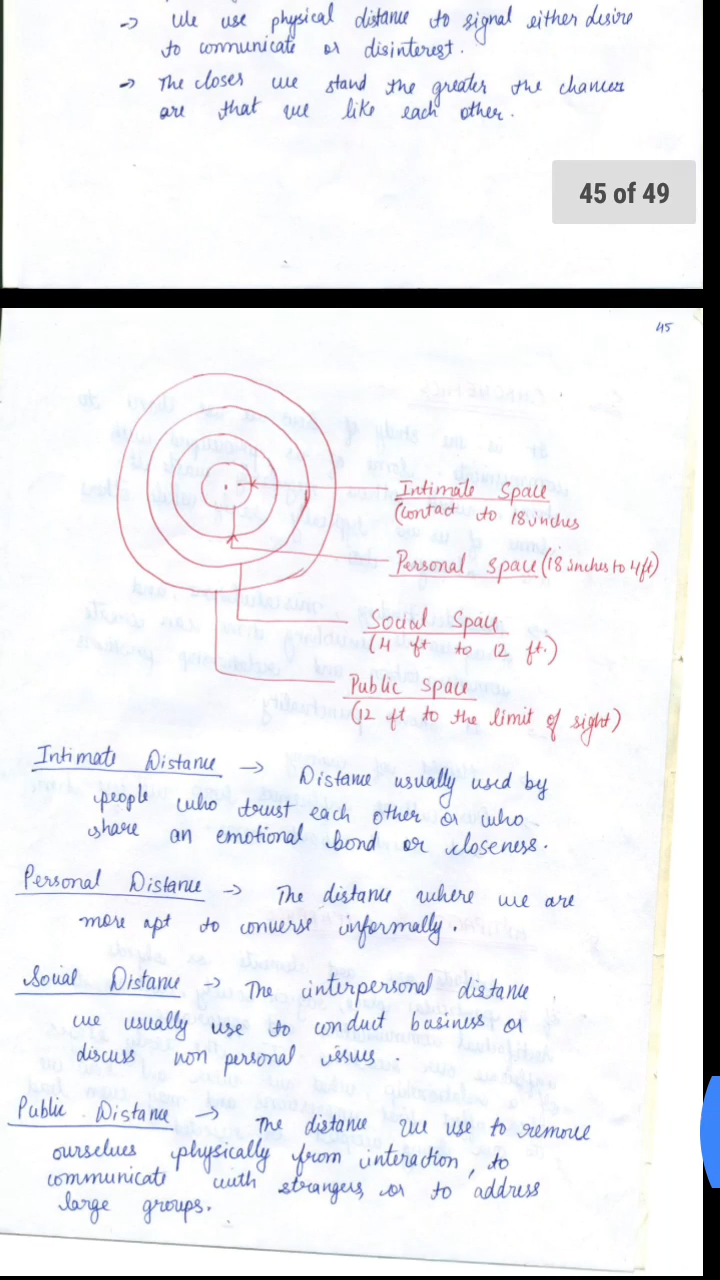 -> We use physical distance to signal either desire
to communicate or disinterest.
-> The closer we stand the greater the chances
are that we like each other.
45 of 49
45
Intimate Space
(Contact to 18 inches
Personal Space (18 inches to 4ft)
Social Space
(4 ft to 12 ft.)
Public Space
(12 ft to the limit of sight)
Intimate Distance -> Distance usually used by
people who trust each other or who
share an emotional bond or closeness.
Personal Distance -> The distance where we are
more apt to converse informally.
Social Distance -> The interpersonal distance
we usually use to conduct business or
discuss non personal issues.
Public Distance -> The distance we use to remove
ourselves physically from interaction, to
communicate with strangers, or to address
large groups.